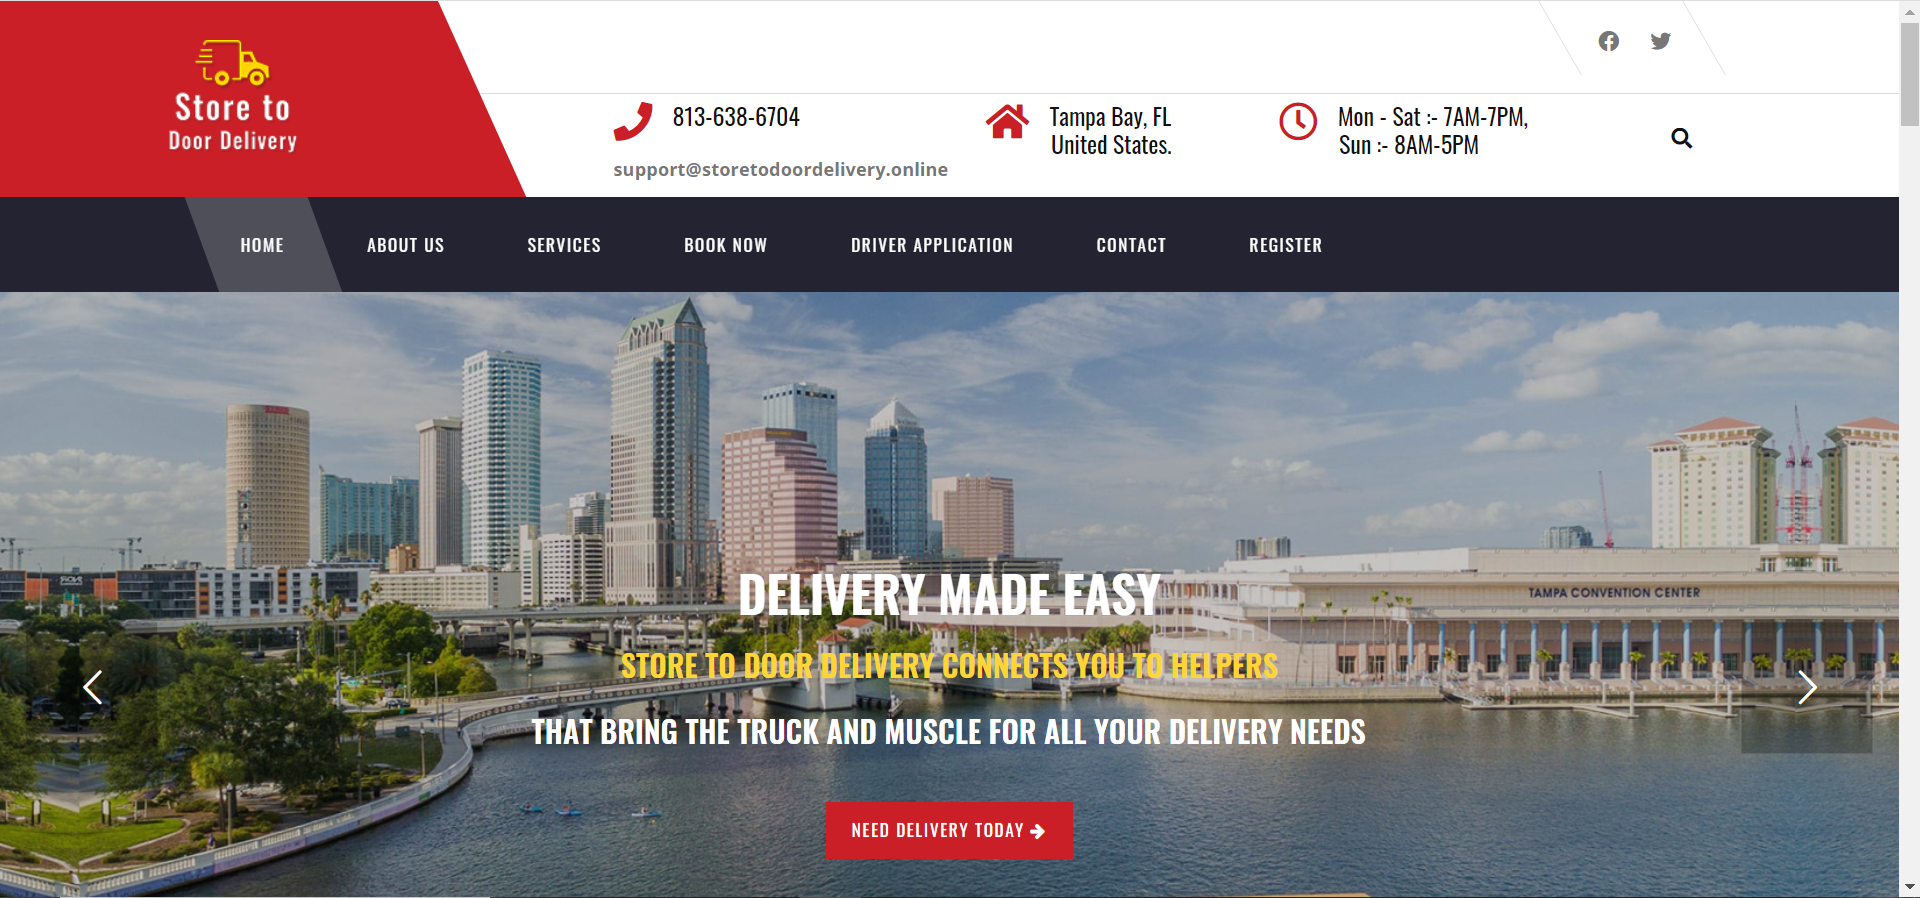 Store to
Door Delivery
813-638-6704
support@storetodoordelivery.online
Tampa Bay, FL
United States.
Mon - Sat :- 7AM-7PM,
Sun :- 8AM-5PM
HOME
ABOUT US
SERVICES
BOOK NOW
DRIVER APPLICATION
CONTACT
REGISTER
TAMPA CONVENTION CENTER
DELIVERY MADE EASY
STORE TO DOOR DELIVERY CONNECTS YOU TO HELPERS
THAT BRING THE TRUCK AND MUSCLE FOR ALL YOUR DELIVERY NEEDS
NEED DELIVERY TODAY